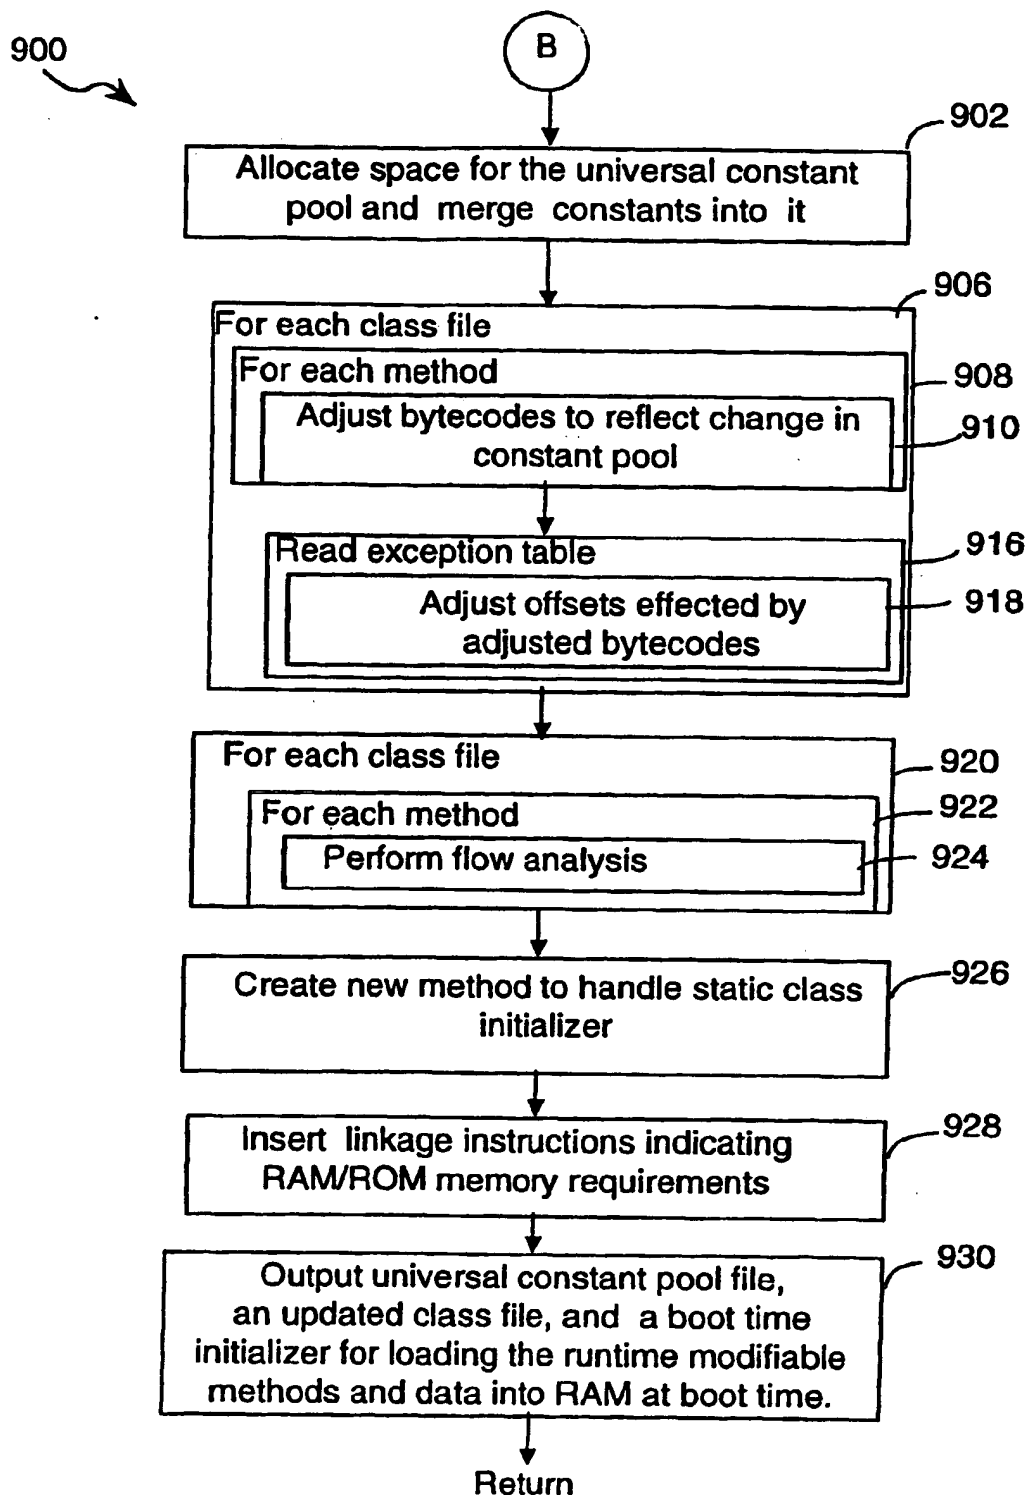 B
900
902
Allocate space for the universal constant
pool and merge constants into it
906
For each class file
For each method
908
Adjust bytecodes to reflect change in
constant pool
910
Read exception table
916
Adjust offsets effected by
adjusted bytecodes
918
For each class file
920
For each method
922
Perform flow analysis
924
Create new method to handle static class
initializer
926
Insert linkage instructions indicating
RAM/ROM memory requirements
928
Output universal constant pool file,
an updated class file, and a boot time
initializer for loading the runtime modifiable
methods and data into RAM at boot time.
930
Return